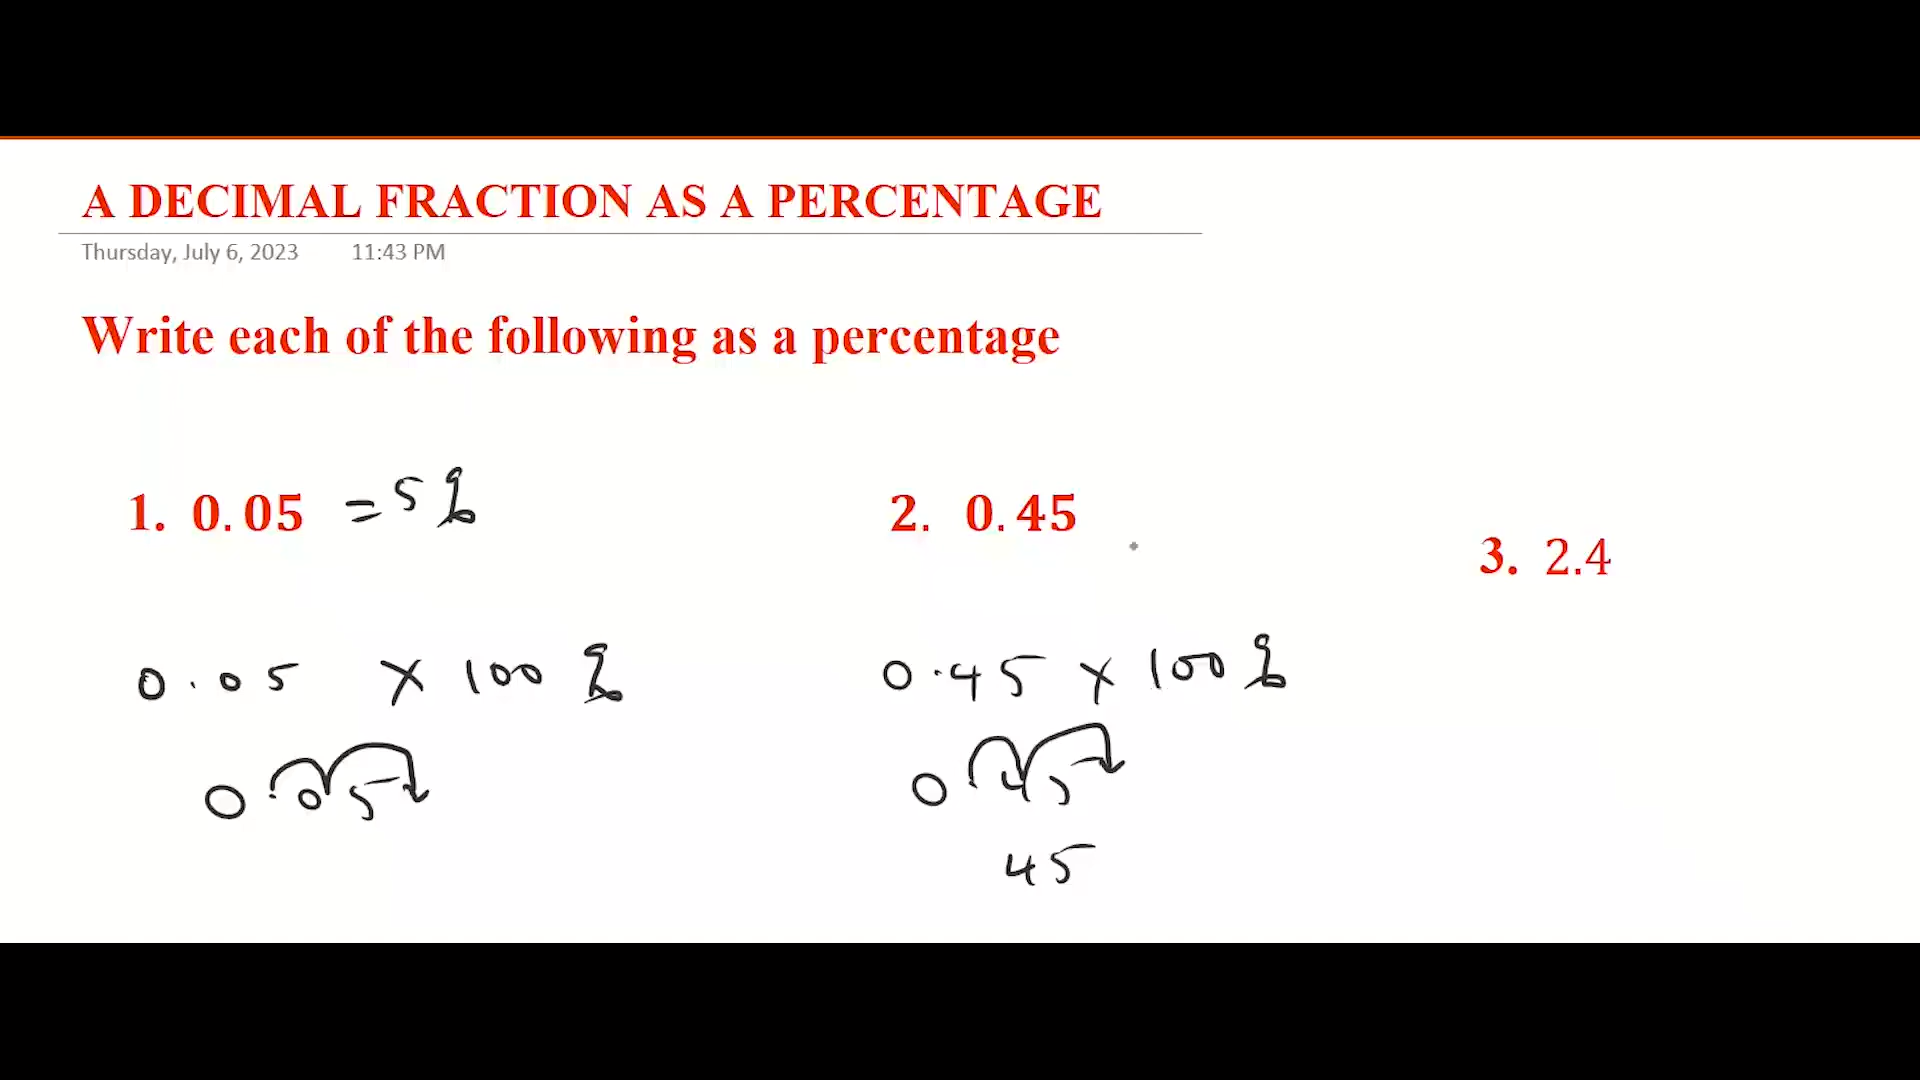 A DECIMAL FRACTION AS A PERCENTAGE
Thursday, July 6, 2023 11:43 PM
Write each of the following as a percentage
1. 0.05 = 5 %
2. 0.45
3. 2.4
0.05 × 100 %
0.45 × 100 %
0.05
0.45
45